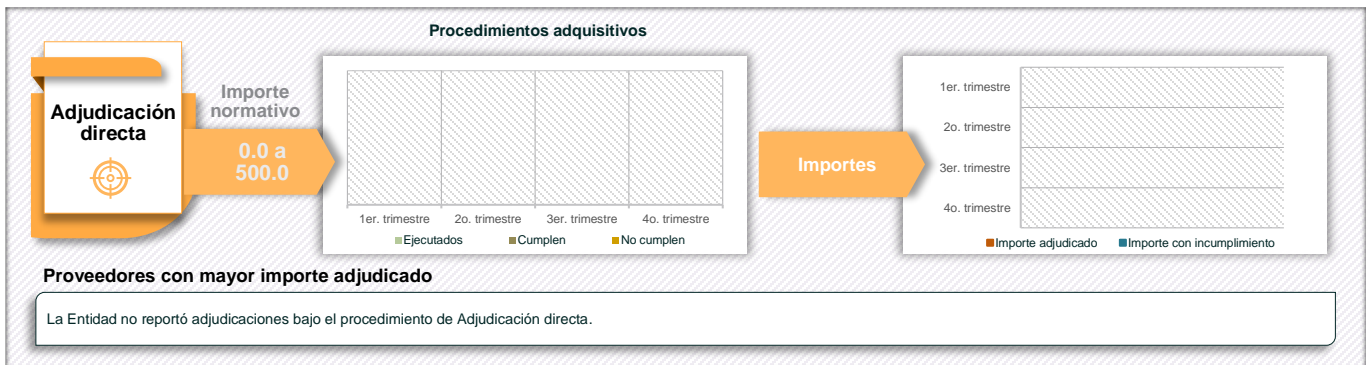 Procedimientos adquisitivos
Adjudicación
directa
Importe
normativo
0.0 a
500.0
1er. trimestre 2o. trimestre 3er. trimestre 4o. trimestre
Ejecutados Cumplen No cumplen
Importes
1er. trimestre
2o. trimestre
3er. trimestre
4o. trimestre
Importe adjudicado Importe con incumplimiento
Proveedores con mayor importe adjudicado
La Entidad no reportó adjudicaciones bajo el procedimiento de Adjudicación directa.